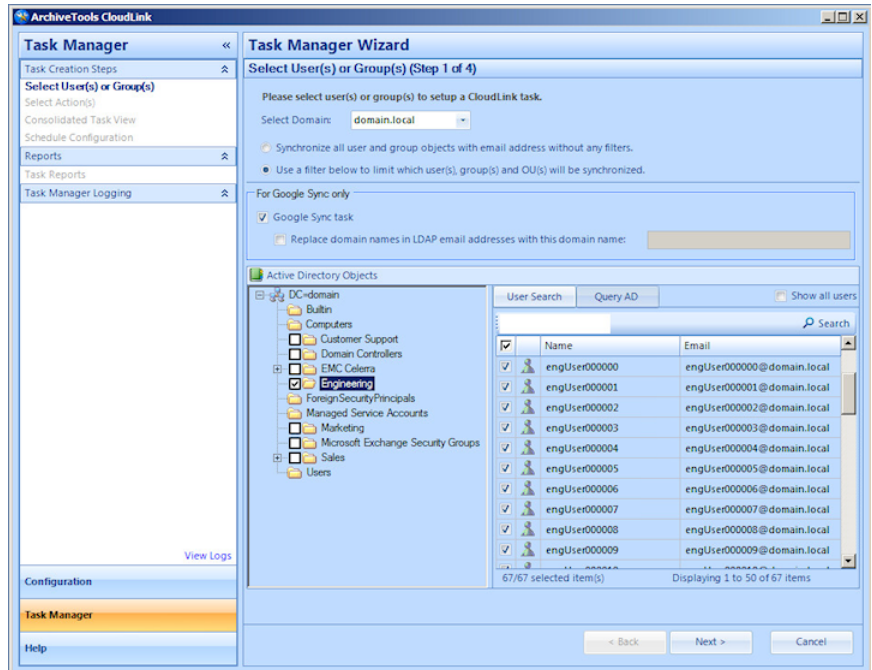 ArchiveTools CloudLink
Task Manager «
Task Creation Steps
Select User(s) or Group(s)
Select Action(s)
Consolidated Task View
Schedule Configuration
Reports
Task Reports
Task Manager Logging
View Logs
Configuration
Task Manager
Help
Task Manager Wizard
Select User(s) or Group(s) (Step 1 of 4)
Please select user(s) or group(s) to setup a CloudLink task.
Select Domain: domain.local
Synchronize all user and group objects with email address without any filters.
Use a filter below to limit which user(s), group(s) and OU(s) will be synchronized.
For Google Sync only
Google Sync task
Replace domain names in LDAP email addresses with this domain name:
Active Directory Objects
DC=domain
Builtin
Computers
Customer Support
Domain Controllers
EMC Celerra
Engineering
ForeignSecurityPrincipals
Managed Service Accounts
Marketing
Microsoft Exchange Security Groups
Sales
Users
User Search Query AD Show all users
Search
Name Email
engUser000000 engUser000000@domain.local
engUser000001 engUser000001@domain.local
engUser000002 engUser000002@domain.local
engUser000003 engUser000003@domain.local
engUser000004 engUser000004@domain.local
engUser000005 engUser000005@domain.local
engUser000006 engUser000006@domain.local
engUser000007 engUser000007@domain.local
engUser000008 engUser000008@domain.local
engUser000009 engUser000009@domain.local
67/67 selected item(s) Displaying 1 to 50 of 67 items
< Back Next > Cancel